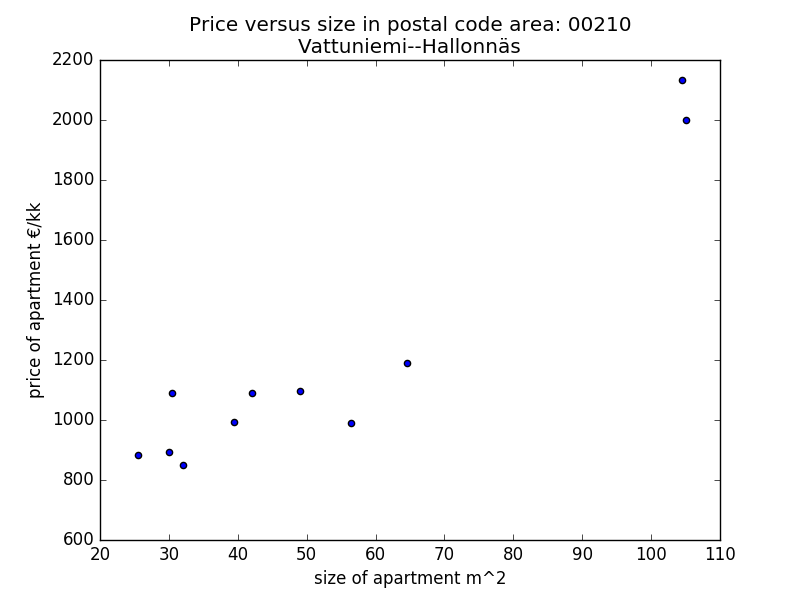 Price versus size in postal code area: 00210
Vattuniemi--Hallonnäs
2200
2000
1800
1600
1400
1200
1000
800
600
price of apartment €/kk
20 30 40 50 60 70 80 90 100 110
size of apartment m^2